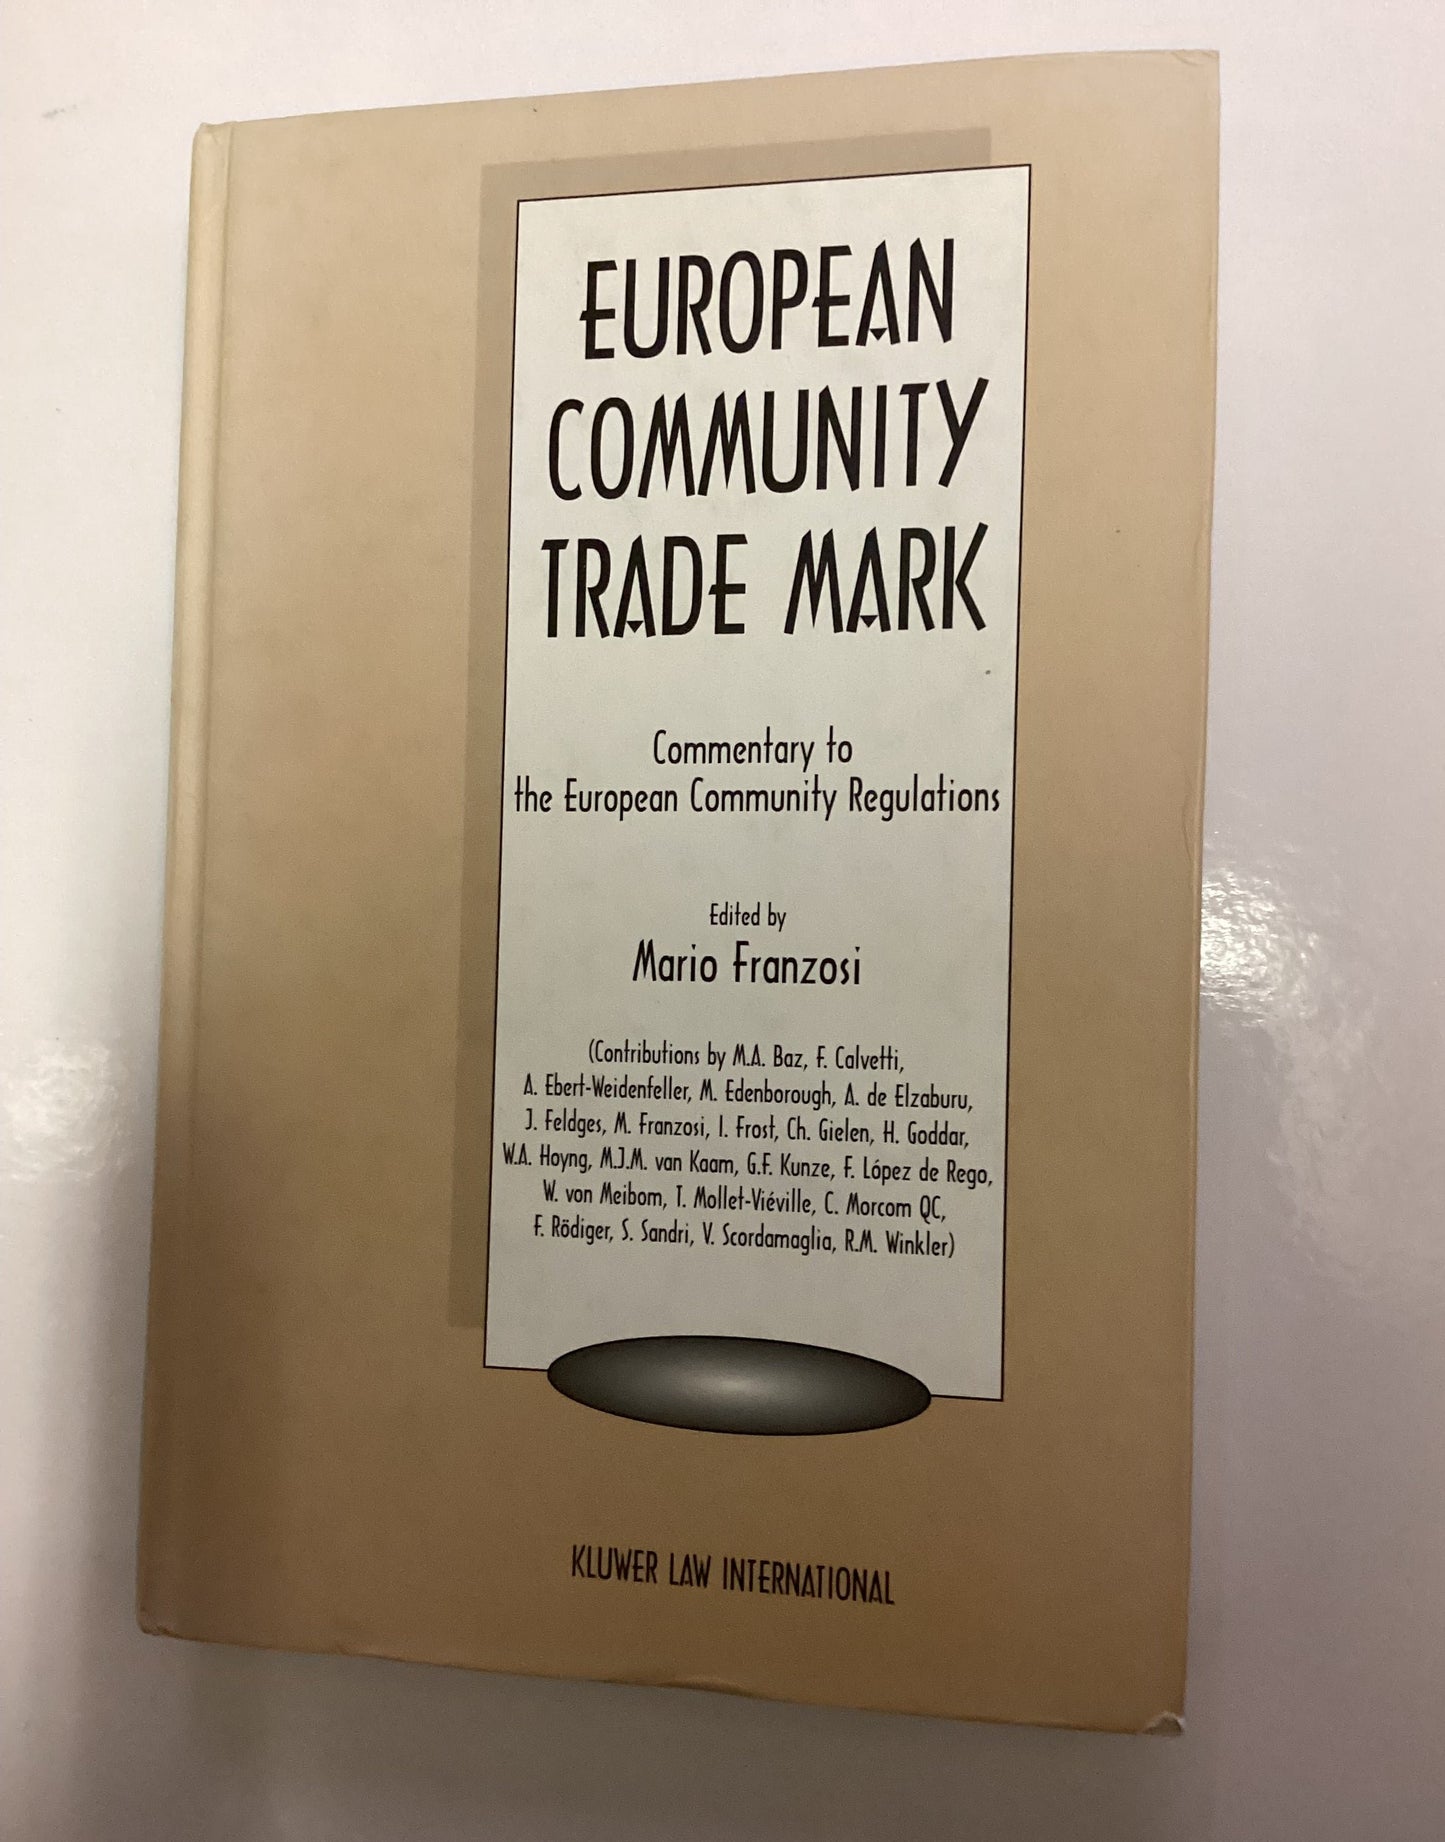 EUROPEAN
COMMUNITY
TRADE MARK
Commentary to
the European Community Regulations
Edited by
Mario Franzosi
(Contributions by M.A. Baz, F. Calvetti,
A. Ebert-Weidenfeller, M. Edenborough, A. de Elzaburu,
J. Feldges, M. Franzosi, I. Frost, Ch. Gielen, H. Goddar,
W.A. Hoyng, M.J.M. van Kaam, G.F. Kunze, F. López de Rego,
W. von Meibom, T. Mollet-Viéville, C. Morcom QC,
F. Rödiger, S. Sandri, V. Scordamaglia, R.M. Winkler)
KLUWER LAW INTERNATIONAL